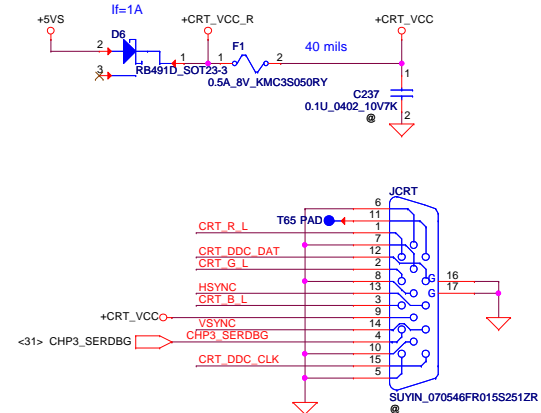 If=1A
+5VS
+CRT_VCC_R
+CRT_VCC
D6
F1
40 mils
2
1
1
2
3
RB491D_SOT23-3
0.5A_8V_KMC3S050RY
1
C237
0.1U_0402_10V7K
@
2
JCRT
6
T65 PAD
11
CRT_R_L
1
7
CRT_DDC_DAT
12
CRT_G_L
2
8
G
16
HSYNC
13
G
17
CRT_B_L
3
+CRT_VCC
9
VSYNC
14
<31> CHP3_SERDBG
CHP3_SERDBG
4
10
CRT_DDC_CLK
15
5
SUYIN_070546FR015S251ZR
@